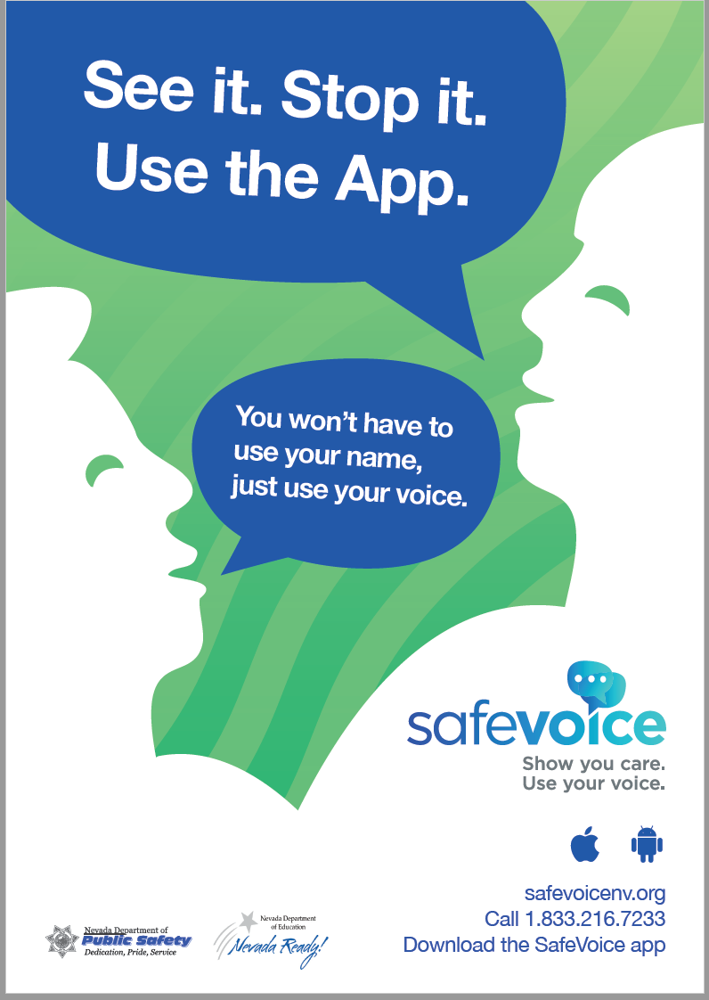 See it. Stop it.
Use the App.
You won't have to
use your name,
just use your voice.
safevoice
Show you care.
Use your voice.
safevoicenv.org
Call 1.833.216.7233
Download the SafeVoice app
Nevada Department of
Public Safety
Dedication, Pride, Service
Nevada Department
of Education
Nevada Ready!